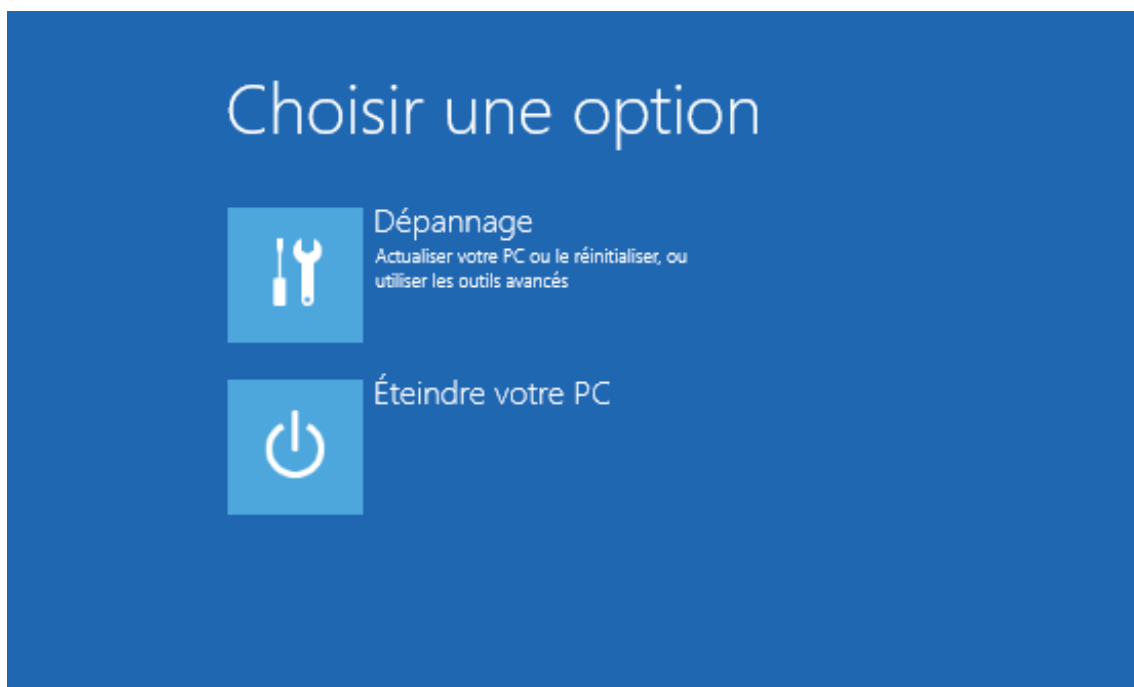 Choisir une option
Dépannage
Actualiser votre PC ou le réinitialiser, ou
utiliser les outils avancés
Éteindre votre PC